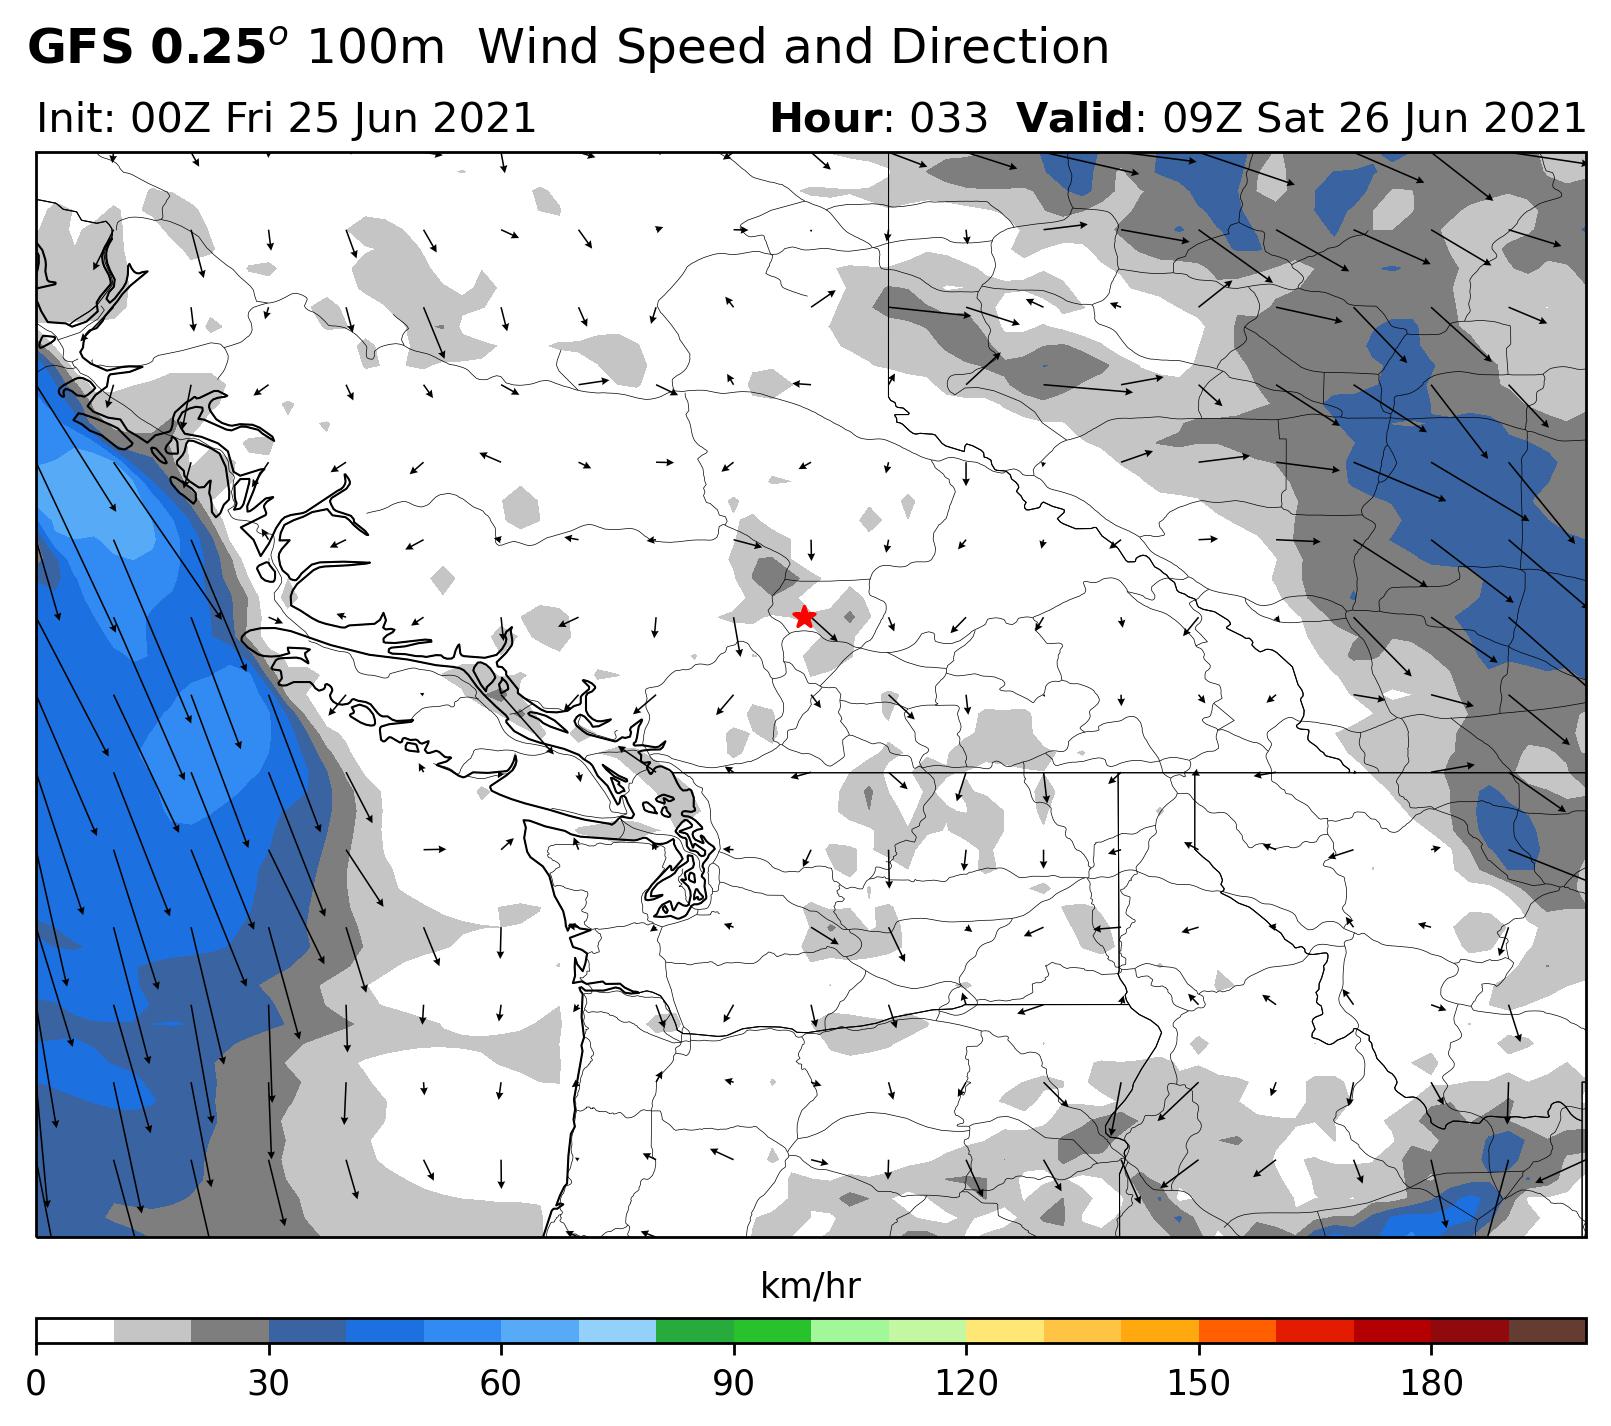 GFS 0.25° 100m Wind Speed and Direction
Init: 00Z Fri 25 Jun 2021 Hour: 033 Valid: 09Z Sat 26 Jun 2021
km/hr
0 30 60 90 120 150 180